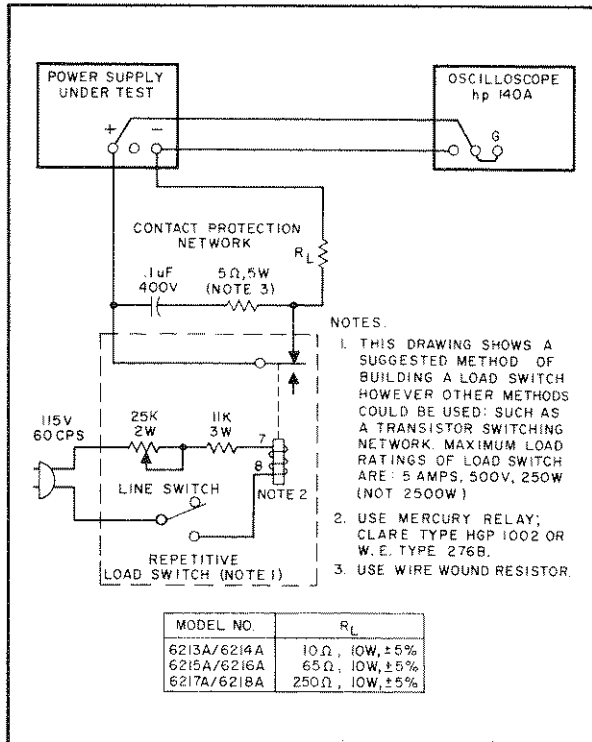 POWER SUPPLY
UNDER TEST
+ −
OSCILLOSCOPE
hp 140A
G
CONTACT PROTECTION
NETWORK
.1uF
400V
5Ω,5W
(NOTE 3)
RL
115V
60 CPS
25K
2W
11K
3W
7
8
LINE SWITCH
NOTE 2
REPETITIVE
LOAD SWITCH (NOTE 1)
NOTES.
1. THIS DRAWING SHOWS A
SUGGESTED METHOD OF
BUILDING A LOAD SWITCH
HOWEVER OTHER METHODS
COULD BE USED: SUCH AS
A TRANSISTOR SWITCHING
NETWORK. MAXIMUM LOAD
RATINGS OF LOAD SWITCH
ARE: 5 AMPS, 500V, 250W
(NOT 2500W)
2. USE MERCURY RELAY;
CLARE TYPE HGP 1002 OR
W.E. TYPE 276B.
3. USE WIRE WOUND RESISTOR.
MODEL NO. RL
6213A/6214A 10Ω, 10W,±5%
6215A/6216A 65Ω, 10W,±5%
6217A/6218A 250Ω, 10W,±5%